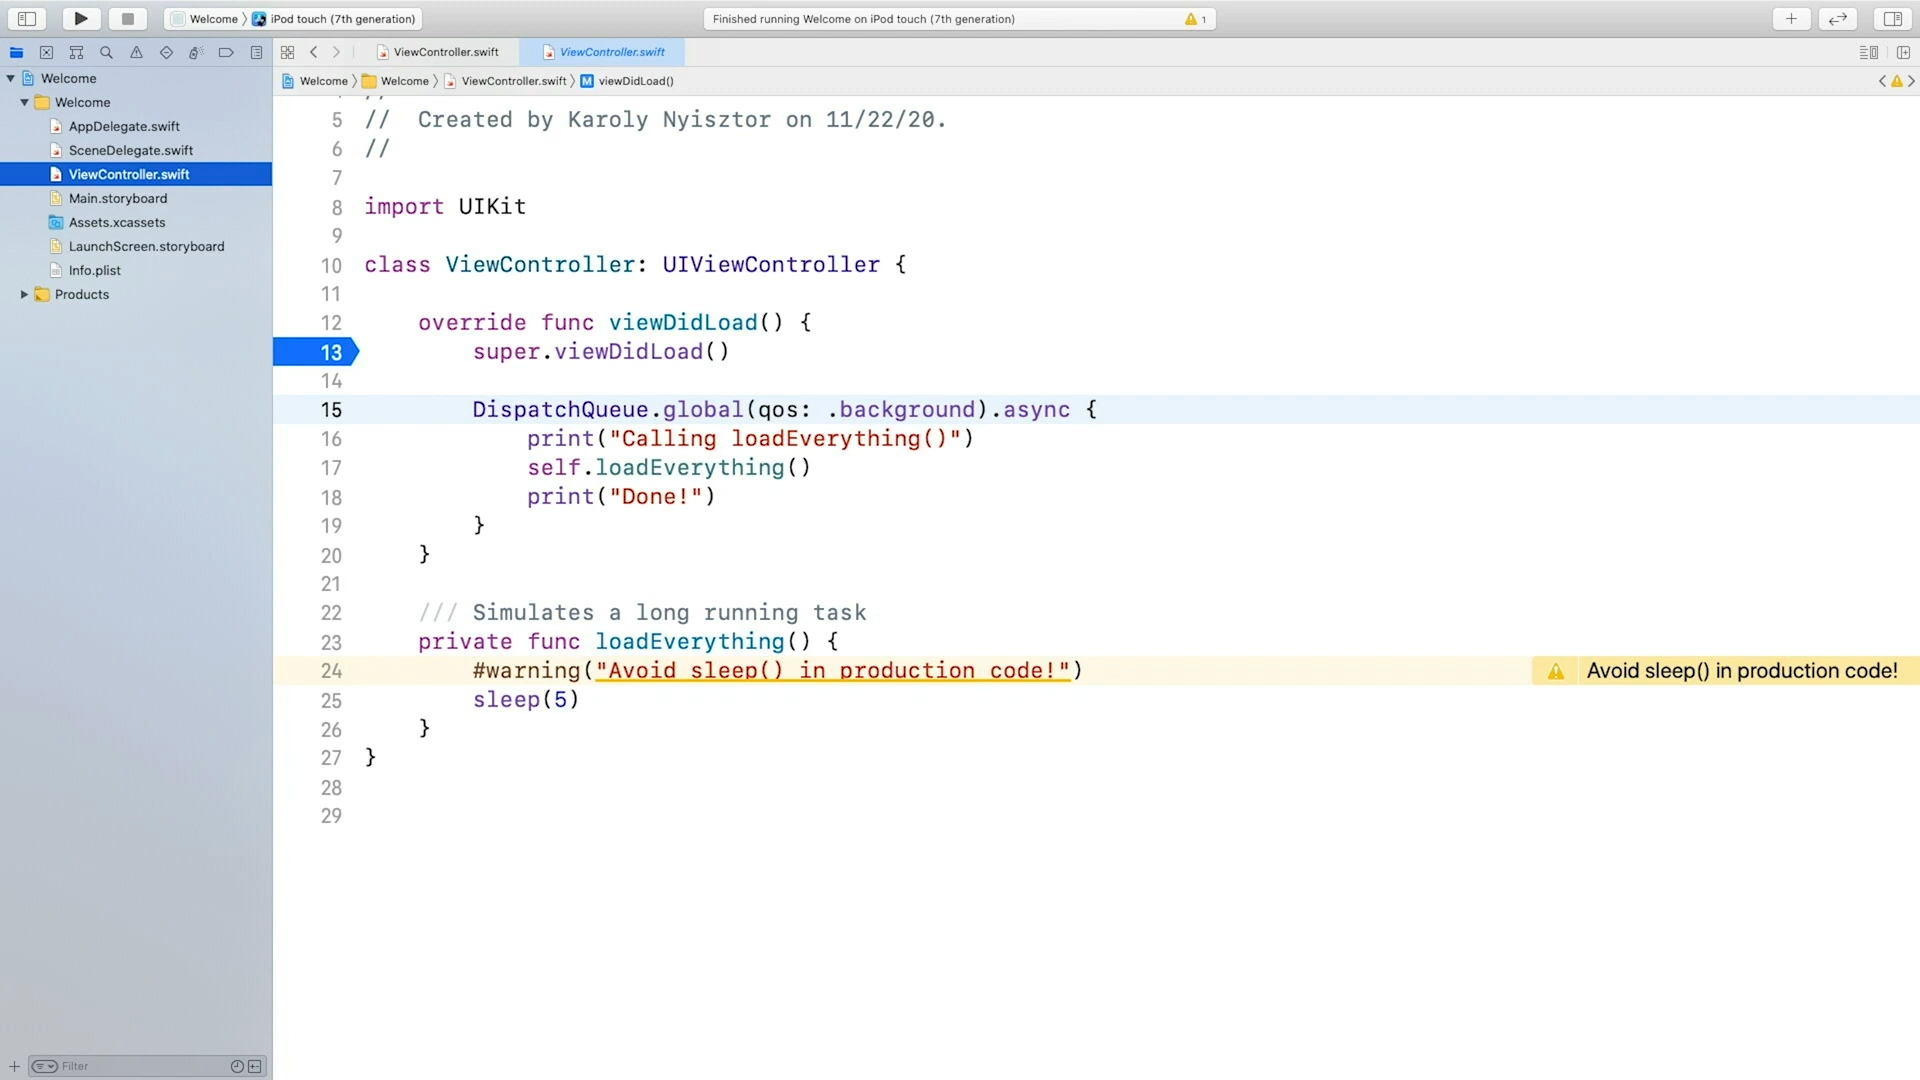 Welcome 〉 iPod touch (7th generation)
Finished running Welcome on iPod touch (7th generation)
1
ViewController.swift
ViewController.swift
Welcome 〉 Welcome 〉 ViewController.swift 〉 M viewDidLoad()
Welcome
Welcome
AppDelegate.swift
SceneDelegate.swift
ViewController.swift
Main.storyboard
Assets.xcassets
LaunchScreen.storyboard
Info.plist
Products
Filter
5 //  Created by Karoly Nyisztor on 11/22/20.
6 //
7
8 import UIKit
9
10 class ViewController: UIViewController {
11
12     override func viewDidLoad() {
13         super.viewDidLoad()
14
15         DispatchQueue.global(qos: .background).async {
16             print("Calling loadEverything()")
17             self.loadEverything()
18             print("Done!")
19         }
20     }
21
22     /// Simulates a long running task
23     private func loadEverything() {
24         #warning("Avoid sleep() in production code!")
Avoid sleep() in production code!
25         sleep(5)
26     }
27 }
28
29